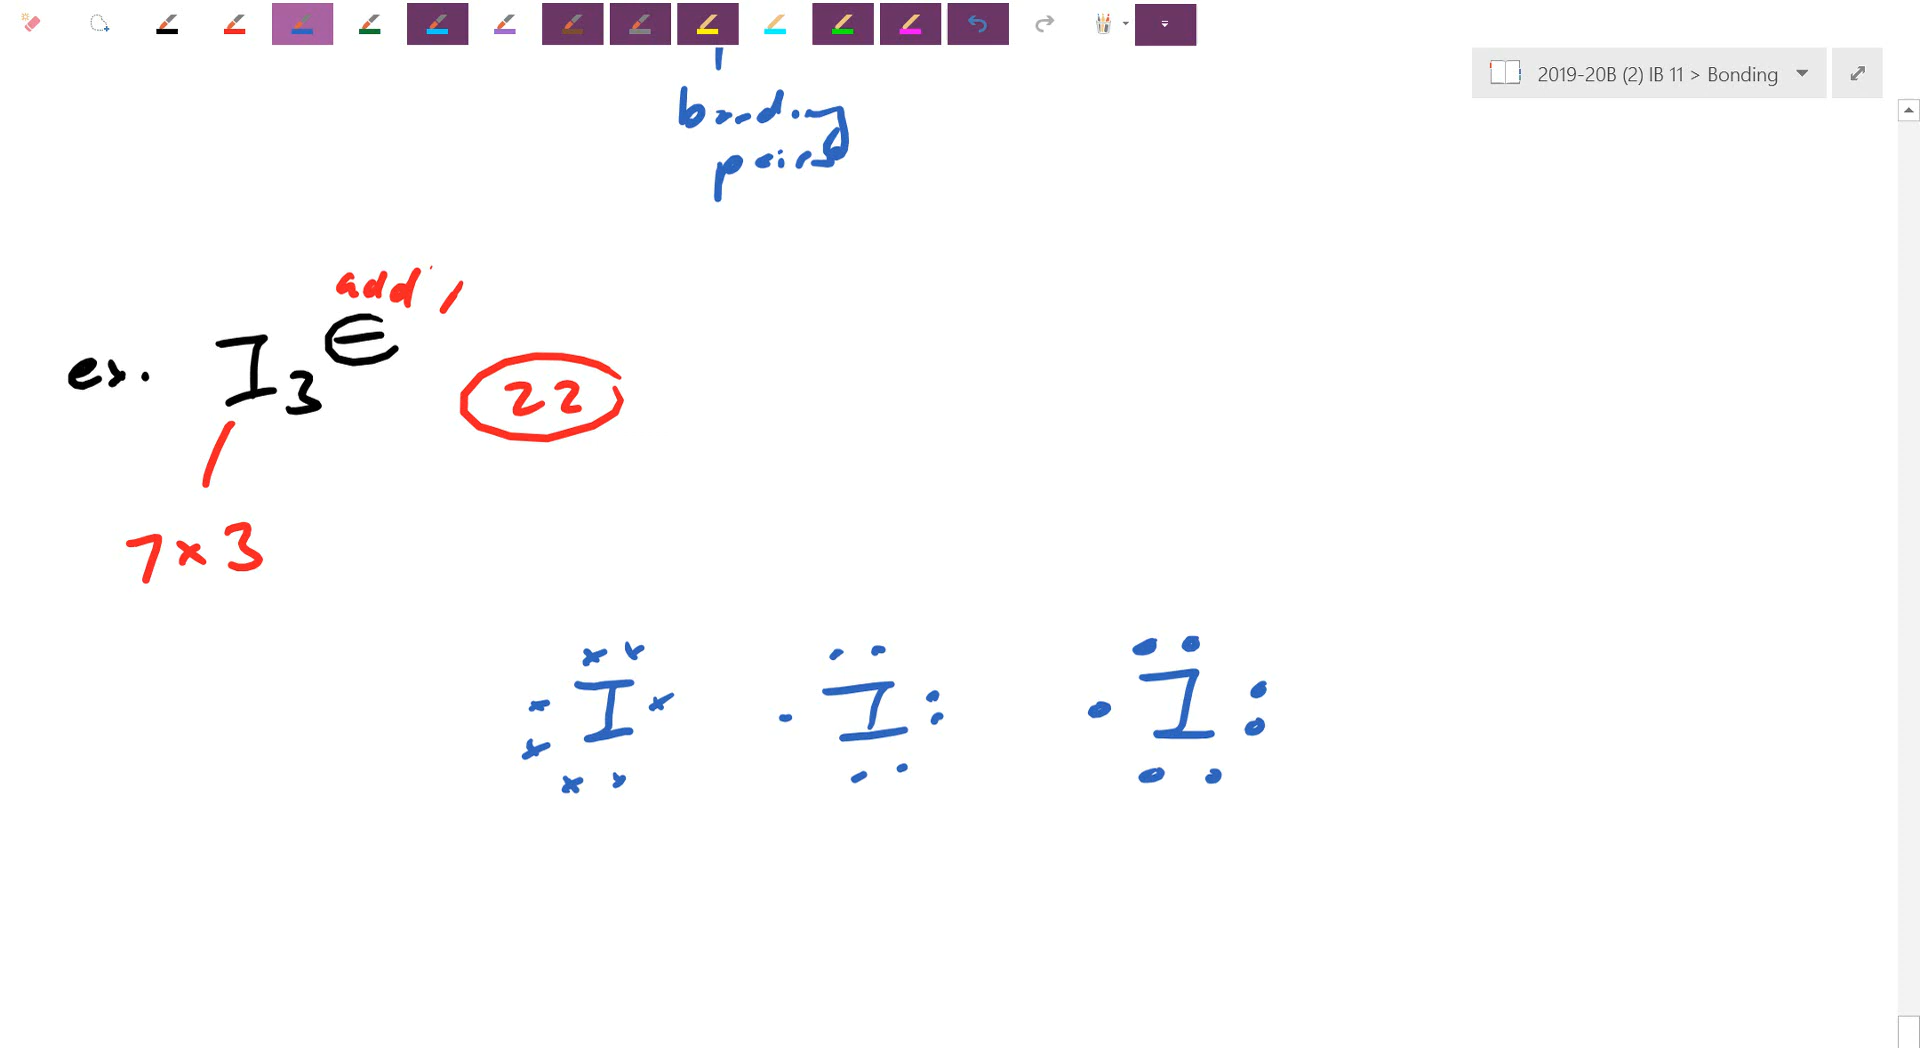 2019-20B (2) IB 11 > Bonding
bonding
pairs
add 1
ex. I₃⊖
22
7 × 3
I I I